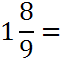 1 8/9 =